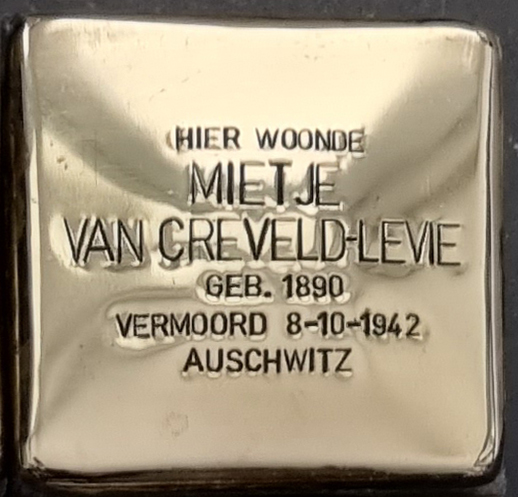 HIER WOONDE
MIETJE
VAN CREVELD-LEVIE
GEB. 1890
VERMOORD 8-10-1942
AUSCHWITZ